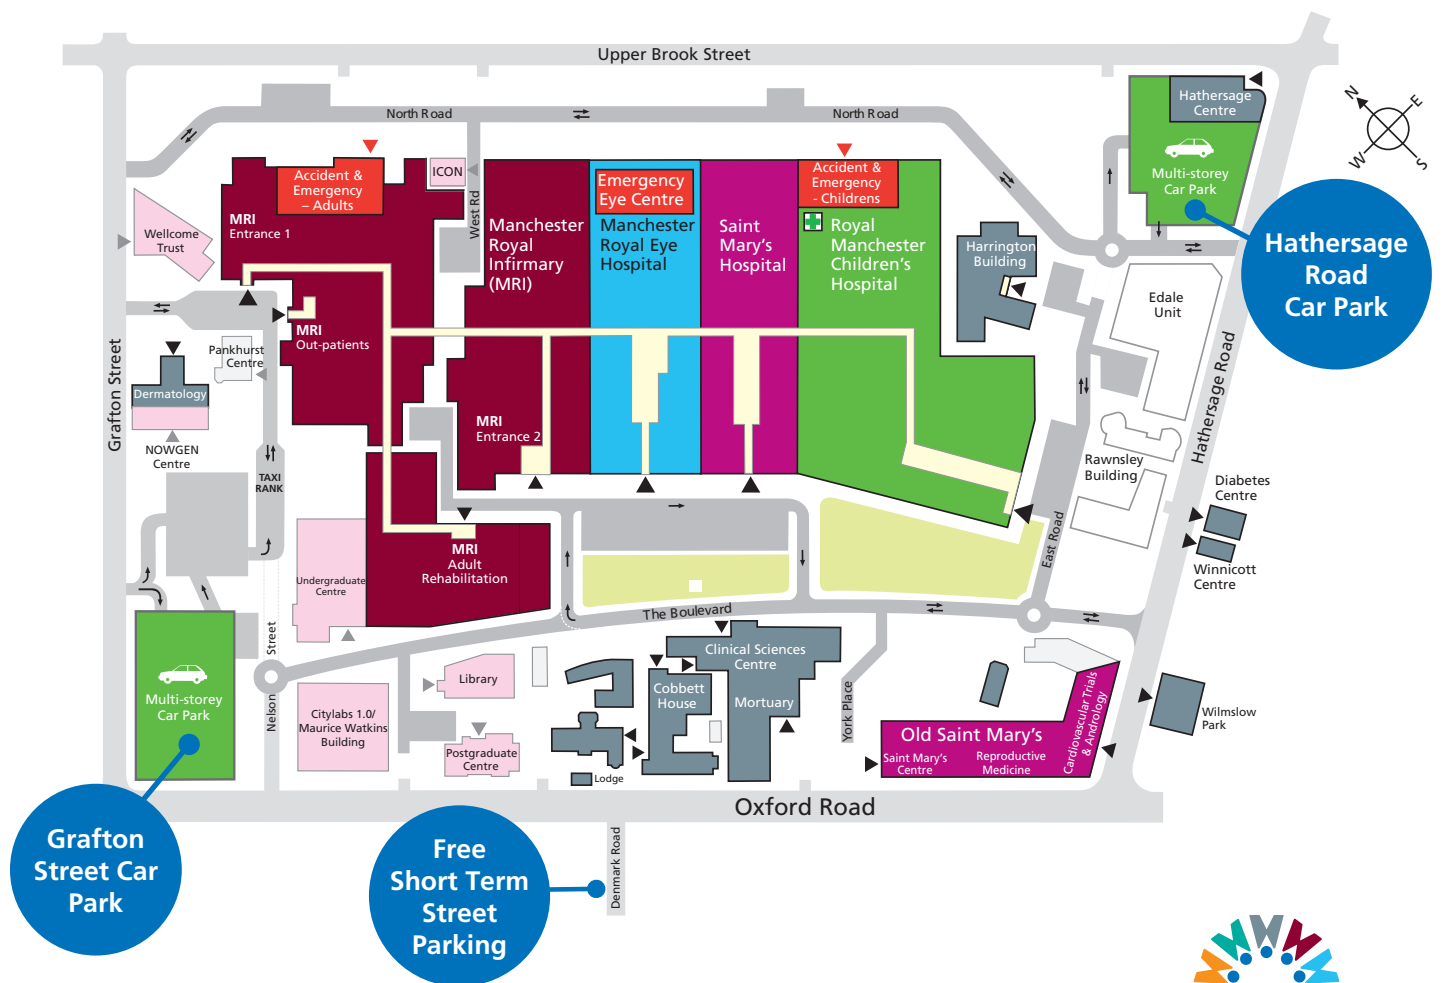 Upper Brook Street
North Road
North Road
Hathersage
Centre
Multi-storey
Car Park
N
E
W
S
Hathersage
Road
Car Park
Accident &
Emergency
– Adults
ICON
West Rd
MRI
Entrance 1
Wellcome
Trust
Manchester
Royal
Infirmary
(MRI)
Emergency
Eye Centre
Manchester
Royal Eye
Hospital
Saint
Mary's
Hospital
Accident &
Emergency
- Childrens
Royal
Manchester
Children's
Hospital
Harrington
Building
Edale
Unit
Hathersage Road
MRI
Out-patients
Pankhurst
Centre
Grafton Street
Dermatology
NOWGEN
Centre
TAXI
RANK
MRI
Entrance 2
Rawnsley
Building
Diabetes
Centre
Winnicott
Centre
East Road
MRI
Adult
Rehabilitation
Undergraduate
Centre
The Boulevard
Nelson Street
Multi-storey
Car Park
Library
Citylabs 1.0/
Maurice Watkins
Building
Postgraduate
Centre
Lodge
Cobbett
House
Clinical Sciences
Centre
Mortuary
York Place
Old Saint Mary's
Saint Mary's
Centre
Reproductive
Medicine
Cardiovascular Trials
& Andrology
Wilmslow
Park
Oxford Road
Denmark Road
Grafton
Street Car
Park
Free
Short Term
Street
Parking